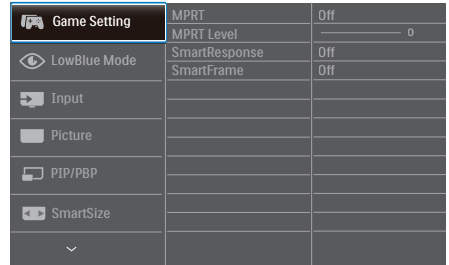 Game Setting
LowBlue Mode
Input
Picture
PIP/PBP
SmartSize
MPRT Off
MPRT Level 0
SmartResponse Off
SmartFrame Off